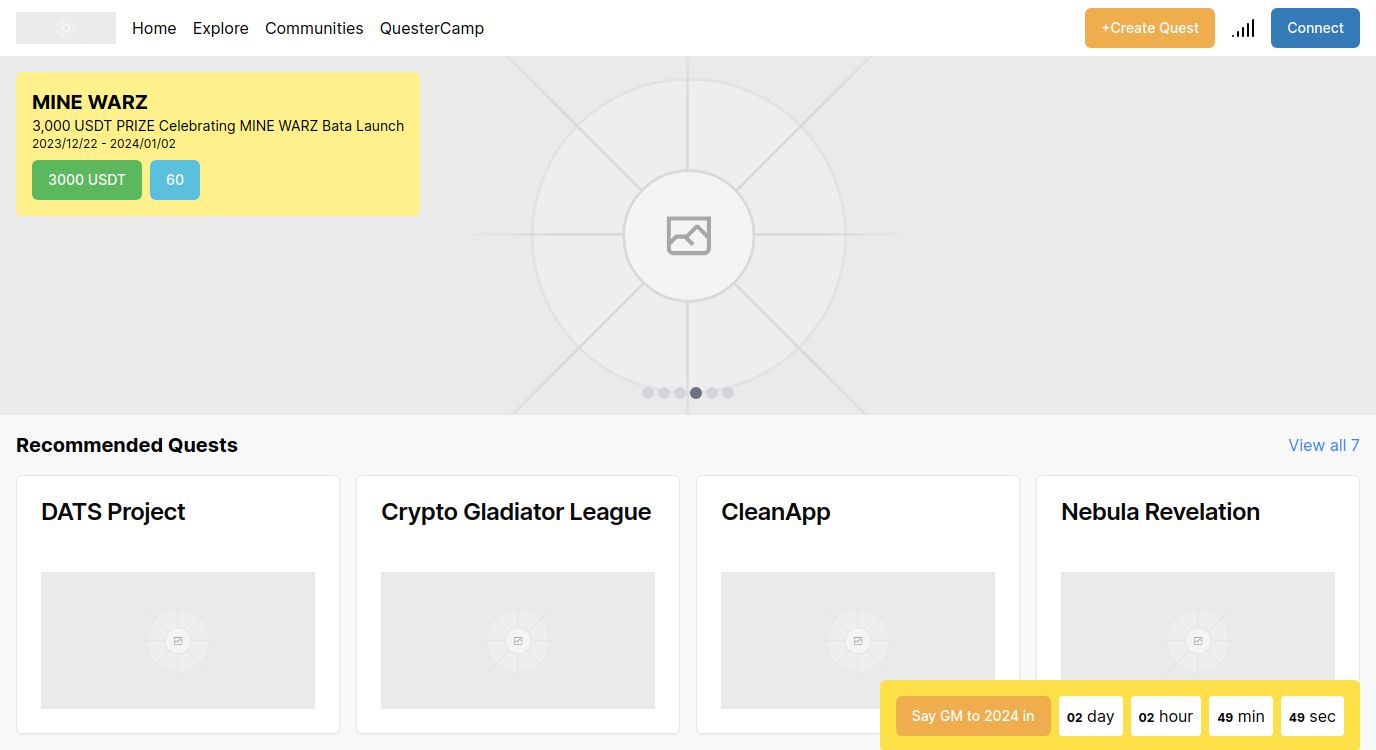 Home Explore Communities QuesterCamp +Create Quest Connect
MINE WARZ
3,000 USDT PRIZE Celebrating MINE WARZ Bata Launch
2023/12/22 - 2024/01/02
3000 USDT 60
Recommended Quests View all 7
DATS Project
Crypto Gladiator League
CleanApp
Nebula Revelation
Say GM to 2024 in 02 day 02 hour 49 min 49 sec